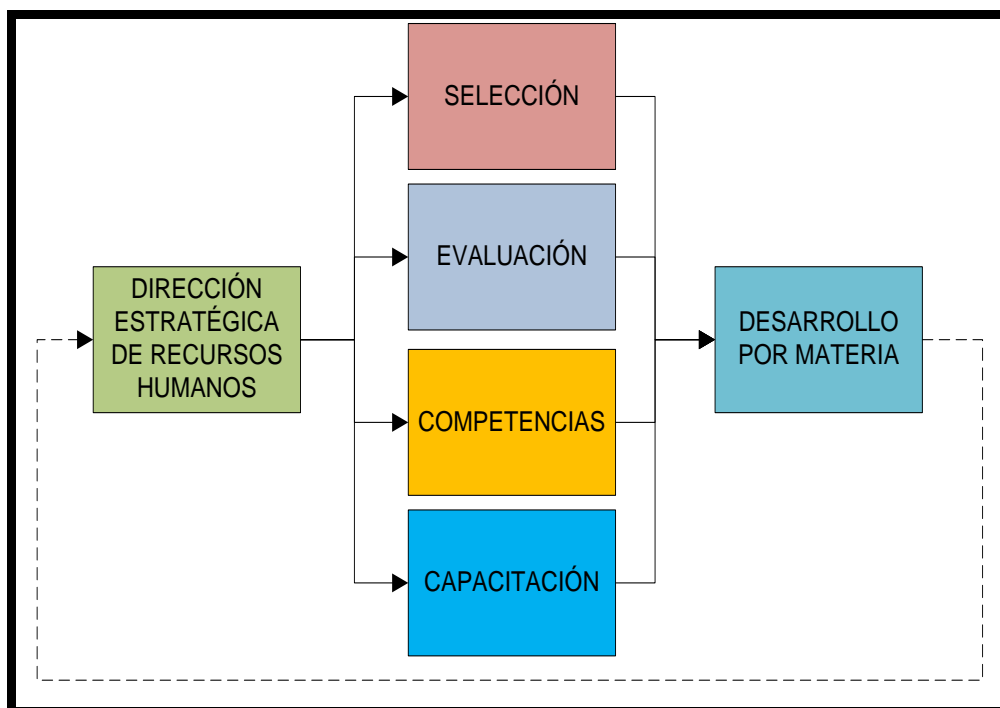 SELECCIÓN
EVALUACIÓN
DIRECCIÓN
ESTRATÉGICA
DE RECURSOS
HUMANOS
DESARROLLO
POR MATERIA
COMPETENCIAS
CAPACITACIÓN